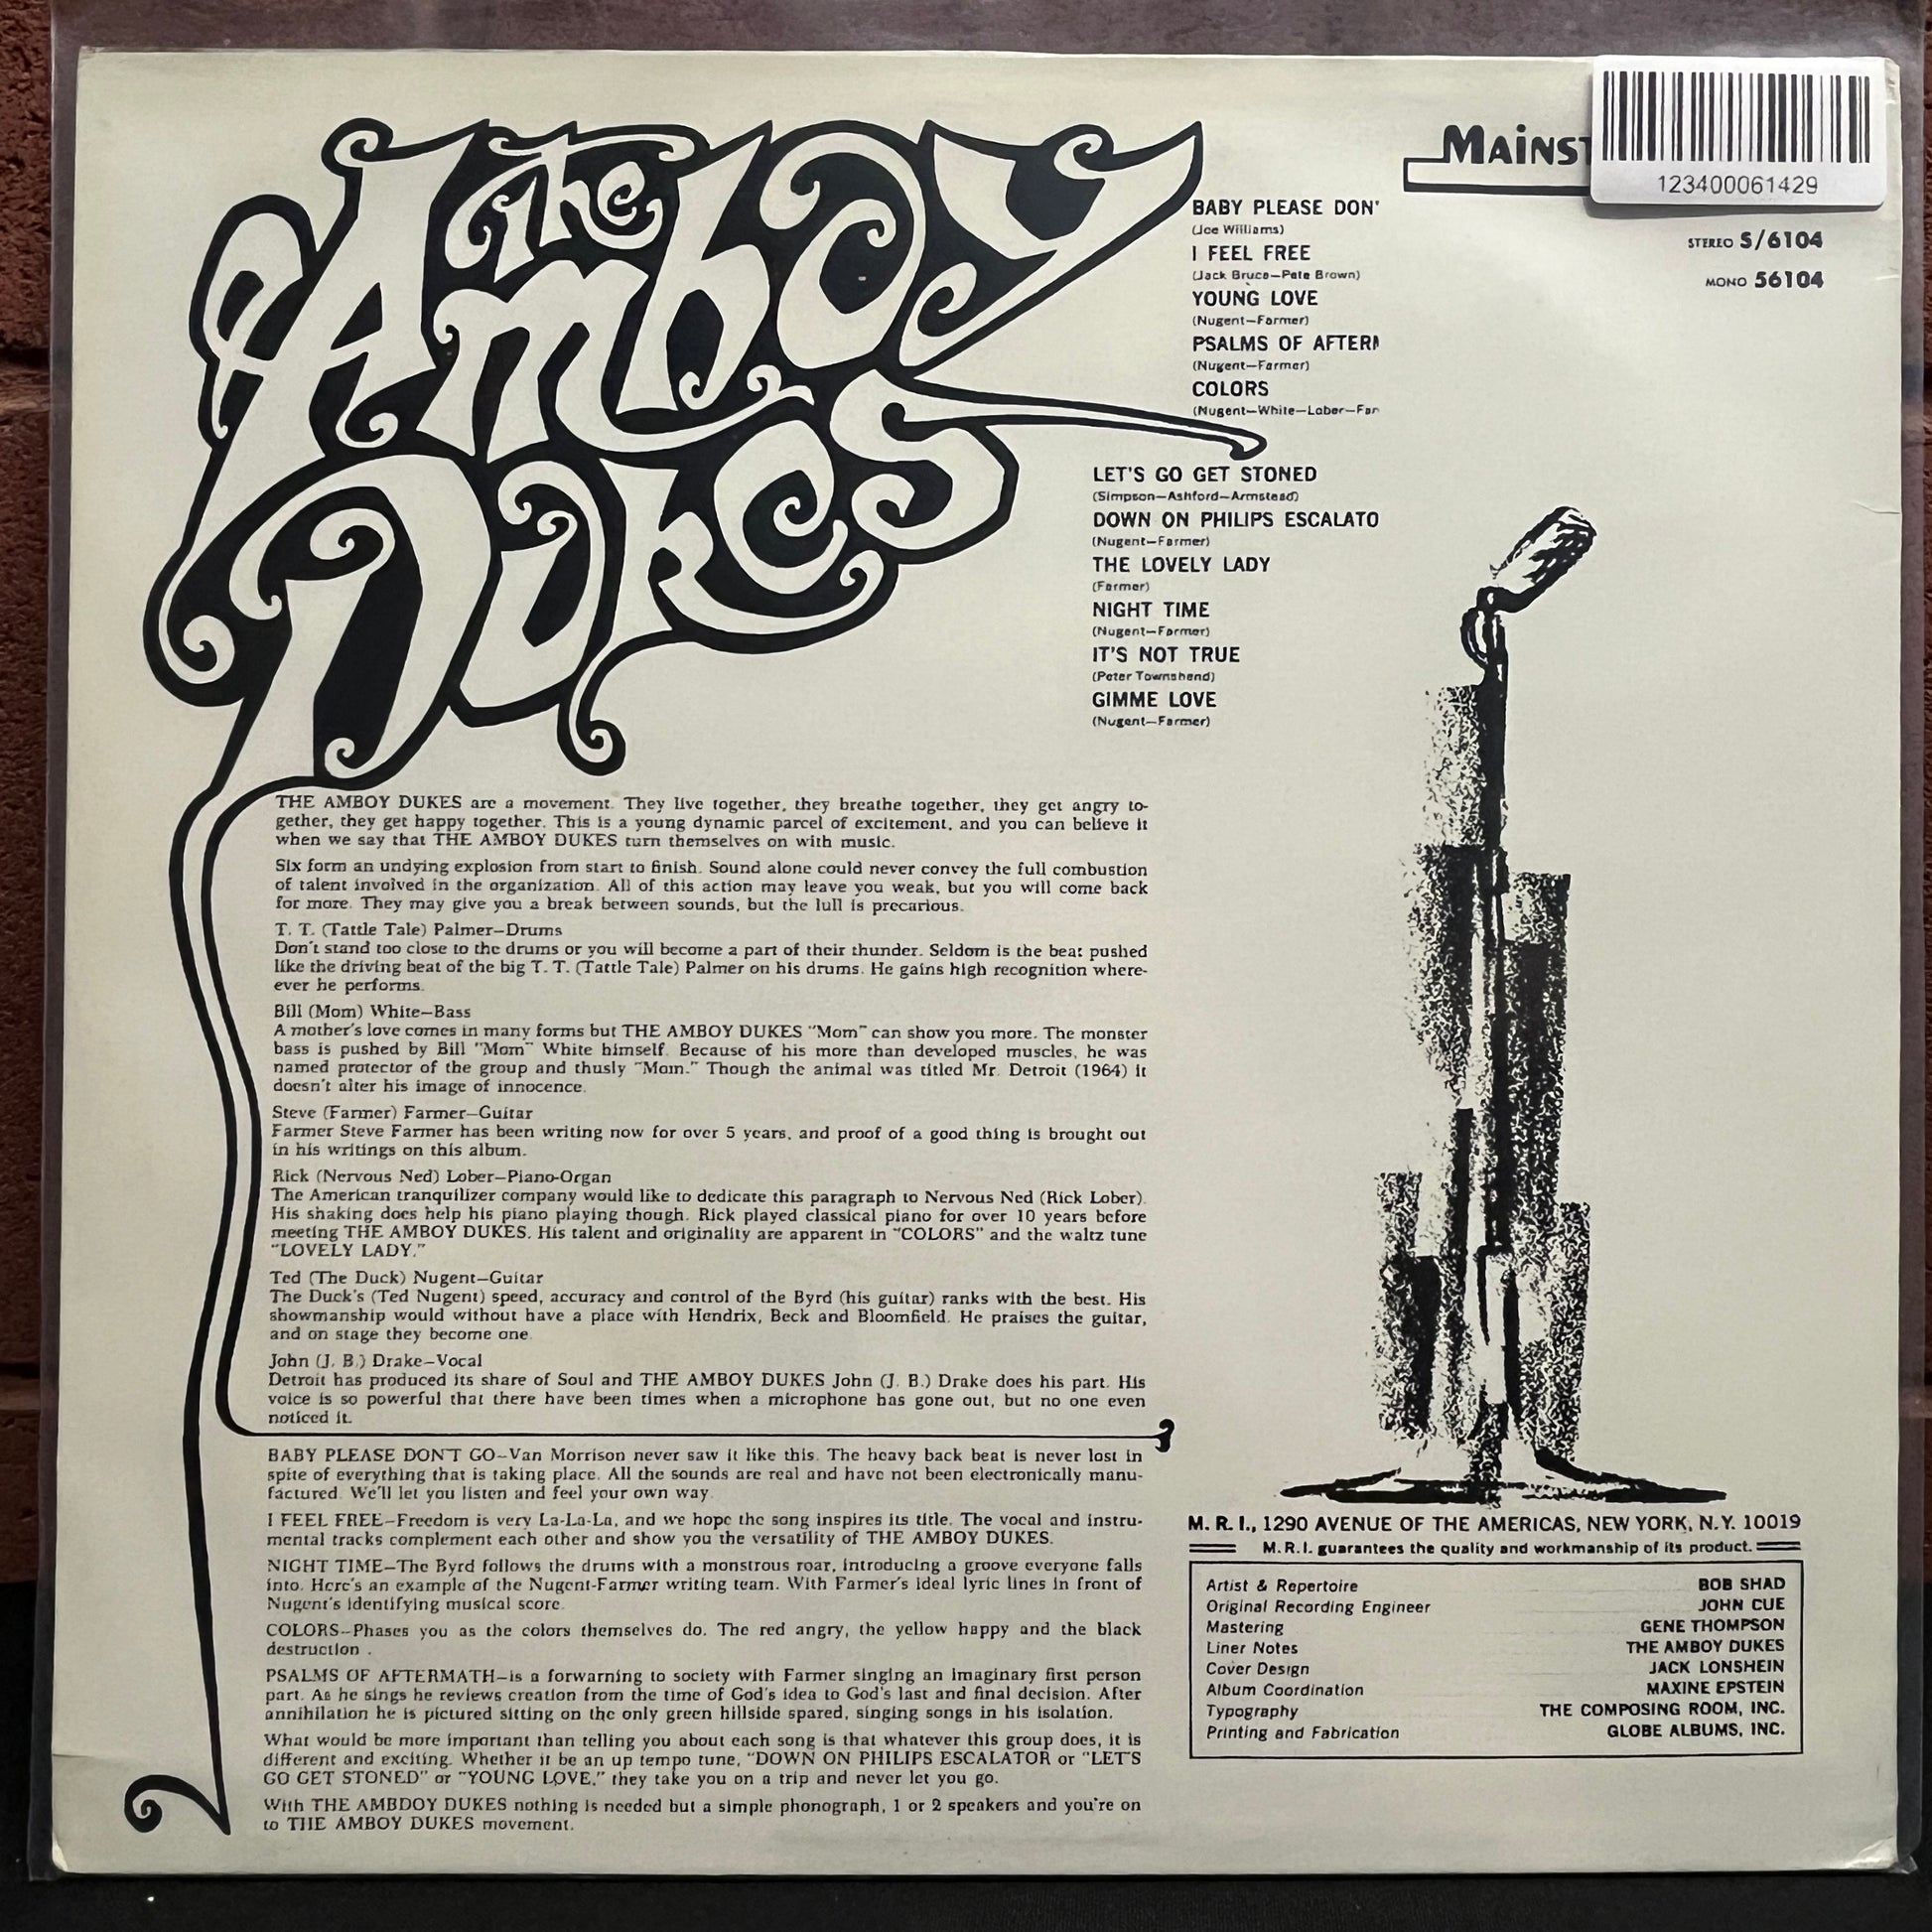 The Amboy Dukes
MAINST
123400061429
STEREO S/6104
MONO 56104
BABY PLEASE DON'
(Joe Williams)
I FEEL FREE
(Jack Bruce—Pete Brown)
YOUNG LOVE
(Nugent—Farmer)
PSALMS OF AFTERM
(Nugent—Farmer)
COLORS
(Nugent—White—Lober—Far
LET'S GO GET STONED
(Simpson—Ashford—Armstead)
DOWN ON PHILIPS ESCALATO
(Nugent—Farmer)
THE LOVELY LADY
(Farmer)
NIGHT TIME
(Nugent—Farmer)
IT'S NOT TRUE
(Peter Townshend)
GIMME LOVE
(Nugent—Farmer)
THE AMBOY DUKES are a movement. They live together, they breathe together, they get angry to-
gether, they get happy together. This is a young dynamic parcel of excitement, and you can believe it
when we say that THE AMBOY DUKES turn themselves on with music.
Six form an undying explosion from start to finish. Sound alone could never convey the full combustion
of talent involved in the organization. All of this action may leave you weak, but you will come back
for more. They may give you a break between sounds, but the lull is precarious.
T. T. (Tattle Tale) Palmer—Drums
Don't stand too close to the drums or you will become a part of their thunder. Seldom is the beat pushed
like the driving beat of the big T. T. (Tattle Tale) Palmer on his drums. He gains high recognition where-
ever he performs.
Bill (Mom) White—Bass
A mother's love comes in many forms but THE AMBOY DUKES "Mom" can show you more. The monster
bass is pushed by Bill "Mom" White himself. Because of his more than developed muscles, he was
named protector of the group and thusly "Mom." Though the animal was titled Mr. Detroit (1964) it
doesn't alter his image of innocence.
Steve (Farmer) Farmer—Guitar
Farmer Steve Farmer has been writing now for over 5 years, and proof of a good thing is brought out
in his writings on this album.
Rick (Nervous Ned) Lober—Piano-Organ
The American tranquilizer company would like to dedicate this paragraph to Nervous Ned (Rick Lober).
His shaking does help his piano playing though. Rick played classical piano for over 10 years before
meeting THE AMBOY DUKES. His talent and originality are apparent in "COLORS" and the waltz tune
"LOVELY LADY."
Ted (The Duck) Nugent—Guitar
The Duck's (Ted Nugent) speed, accuracy and control of the Byrd (his guitar) ranks with the best. His
showmanship would without have a place with Hendrix, Beck and Bloomfield. He praises the guitar,
and on stage they become one.
John (J. B.) Drake—Vocal
Detroit has produced its share of Soul and THE AMBOY DUKES John (J. B.) Drake does his part. His
voice is so powerful that there have been times when a microphone has gone out, but no one even
noticed it.
BABY PLEASE DON'T GO—Van Morrison never saw it like this. The heavy back beat is never lost in
spite of everything that is taking place. All the sounds are real and have not been electronically manu-
factured. We'll let you listen and feel your own way.
I FEEL FREE—Freedom is very La-La-La, and we hope the song inspires its title. The vocal and instru-
mental tracks complement each other and show you the versatility of THE AMBOY DUKES.
NIGHT TIME—The Byrd follows the drums with a monstrous roar, introducing a groove everyone falls
into. Here's an example of the Nugent-Farmer writing team. With Farmer's ideal lyric lines in front of
Nugent's identifying musical score.
COLORS—Phases you as the colors themselves do. The red angry, the yellow happy and the black
destruction .
PSALMS OF AFTERMATH—is a forwarning to society with Farmer singing an imaginary first person
part. As he sings he reviews creation from the time of God's idea to God's last and final decision. After
annihilation he is pictured sitting on the only green hillside spared, singing songs in his isolation.
What would be more important than telling you about each song is that whatever this group does, it is
different and exciting. Whether it be an up tempo tune, "DOWN ON PHILIPS ESCALATOR or "LET'S
GO GET STONED" or "YOUNG LOVE," they take you on a trip and never let you go.
With THE AMBDOY DUKES nothing is needed but a simple phonograph, 1 or 2 speakers and you're on
to THE AMBOY DUKES movement.
M. R. I., 1290 AVENUE OF THE AMERICAS, NEW YORK, N.Y. 10019
M.R.I. guarantees the quality and workmanship of its product.
Artist & Repertoire BOB SHAD
Original Recording Engineer JOHN CUE
Mastering GENE THOMPSON
Liner Notes THE AMBOY DUKES
Cover Design JACK LONSHEIN
Album Coordination MAXINE EPSTEIN
Typography THE COMPOSING ROOM, INC.
Printing and Fabrication GLOBE ALBUMS, INC.